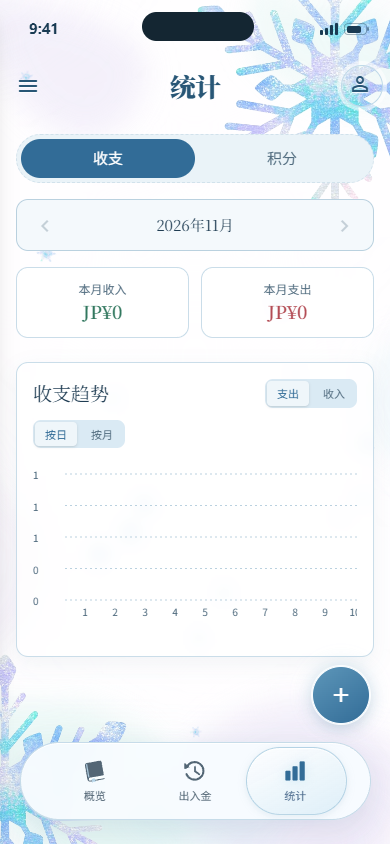 9:41
统计
收支
积分
2026年11月
本月收入
JP¥0
本月支出
JP¥0
收支趋势
支出
收入
按日
按月
1
1
1
0
0
1 2 3 4 5 6 7 8 9 10
+
概览
出入金
统计